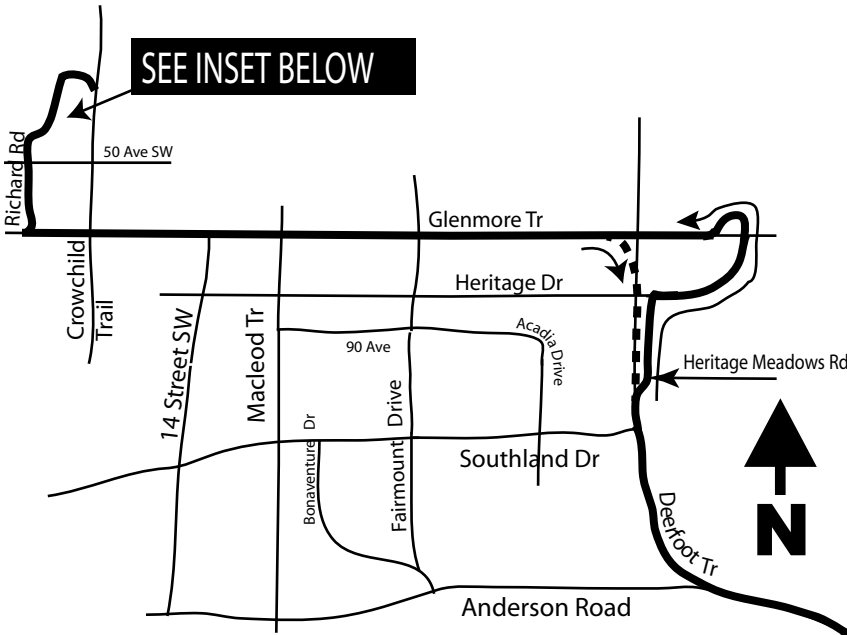 SEE INSET BELOW
Richard Rd
50 Ave SW
Glenmore Tr
Crowchild
Trail
14 Street SW
Macleod Tr
Heritage Dr
90 Ave
Acadia Drive
Heritage Meadows Rd
Bonaventure Dr
Fairmount Drive
Southland Dr
Deerfoot Tr
N
Anderson Road